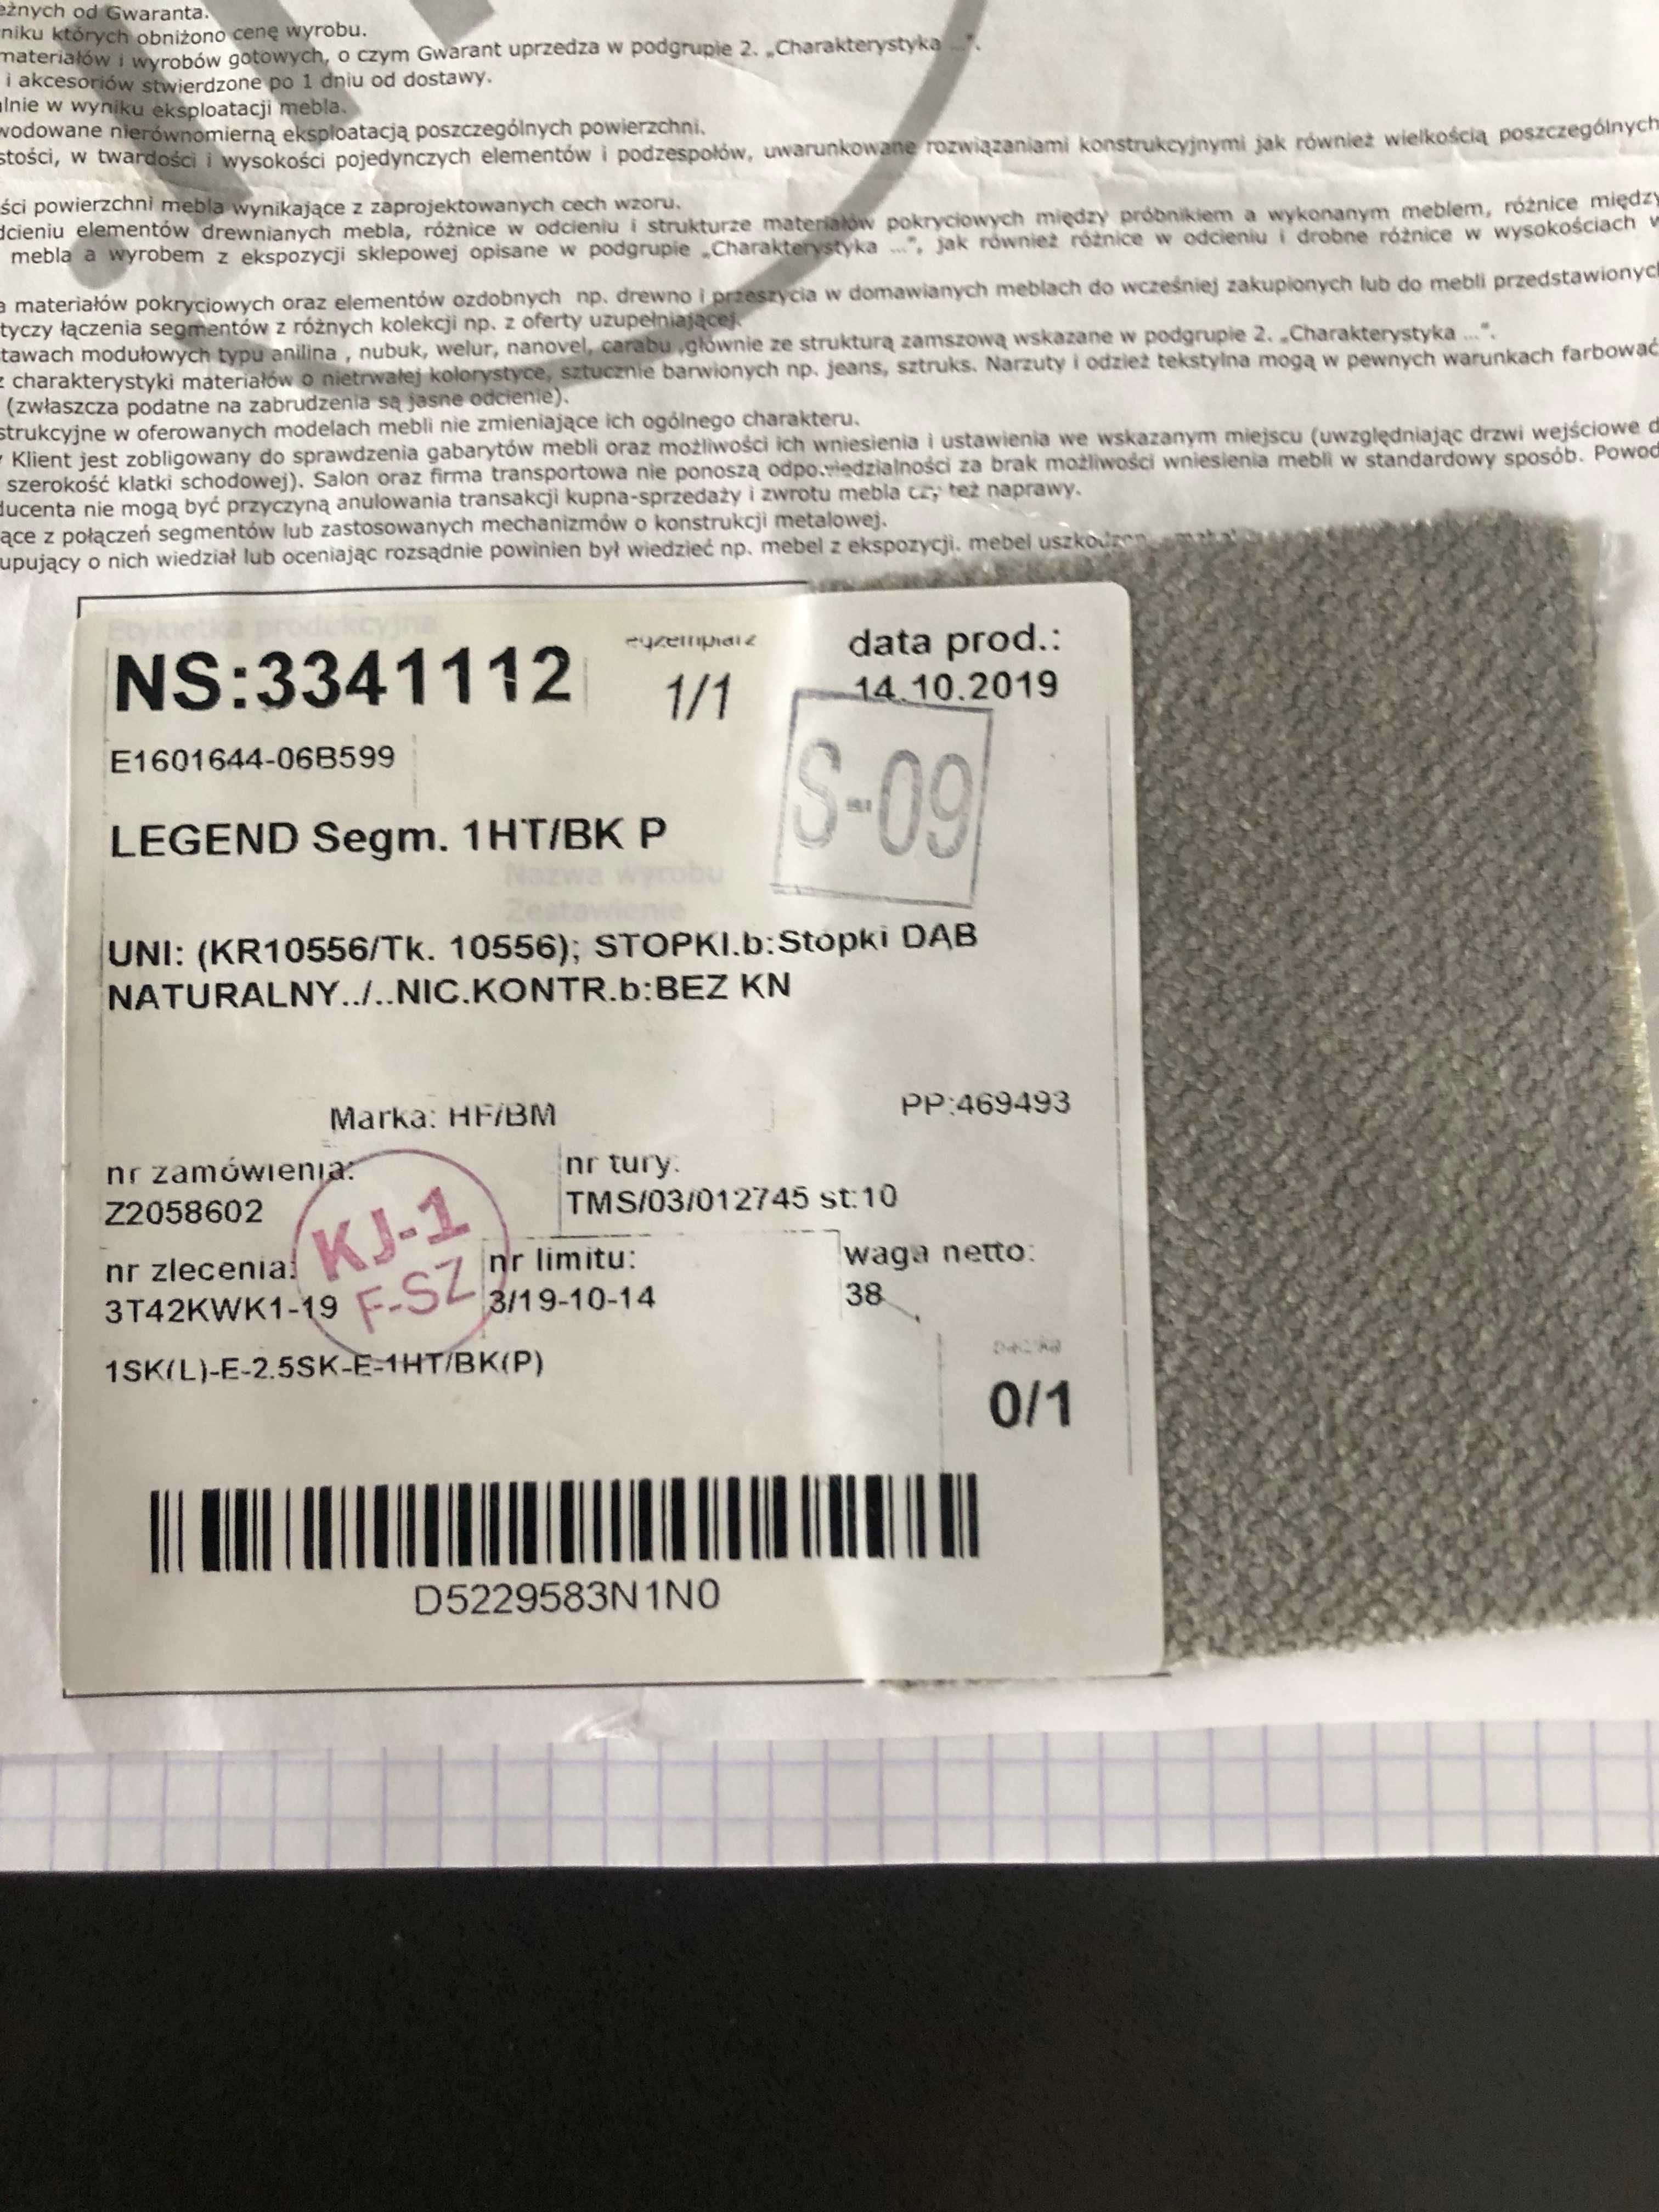 eżnych od Gwaranta.
niku których obniżono cenę wyrobu.
materiałów i wyrobów gotowych, o czym Gwarant uprzedza w podgrupie 2. „Charakterystyka ...”.
i akcesoriów stwierdzone po 1 dniu od dostawy.
alnie w wyniku eksploatacji mebla.
wodowane nierównomierną eksploatacją poszczególnych powierzchni.
stości, w twardości i wysokości pojedynczych elementów i podzespołów, uwarunkowane rozwiązaniami konstrukcyjnymi jak również wielkością poszczególnych
ści powierzchni mebla wynikające z zaprojektowanych cech wzoru.
dcieniu elementów drewnianych mebla, różnice w odcieniu i strukturze materiałów pokryciowych między próbnikiem a wykonanym meblem, różnice między
mebla a wyrobem z ekspozycji sklepowej opisane w podgrupie „Charakterystyka ...”, jak również różnice w odcieniu i drobne różnice w wysokościach w
a materiałów pokryciowych oraz elementów ozdobnych np. drewno i przeszycia w domawianych meblach do wcześniej zakupionych lub do mebli przedstawionych
tyczy łączenia segmentów z różnych kolekcji np. z oferty uzupełniającej.
tawach modułowych typu anilina , nubuk, welur, nanovel, carabu ,głównie ze strukturą zamszową wskazane w podgrupie 2. „Charakterystyka ...”.
z charakterystyki materiałów o nietrwałej kolorystyce, sztucznie barwionych np. jeans, sztruks. Narzuty i odzież tekstylna mogą w pewnych warunkach farbować
(zwłaszcza podatne na zabrudzenia są jasne odcienie).
strukcyjne w oferowanych modelach mebli nie zmieniające ich ogólnego charakteru.
Klient jest zobligowany do sprawdzenia gabarytów mebli oraz możliwości ich wniesienia i ustawienia we wskazanym miejscu (uwzględniając drzwi wejściowe d
szerokość klatki schodowej). Salon oraz firma transportowa nie ponoszą odpowiedzialności za brak możliwości wniesienia mebli w standardowy sposób. Powod
ducenta nie mogą być przyczyną anulowania transakcji kupna-sprzedaży i zwrotu mebla czy też naprawy.
ące z połączeń segmentów lub zastosowanych mechanizmów o konstrukcji metalowej.
upujący o nich wiedział lub oceniając rozsądnie powinien był wiedzieć np. mebel z ekspozycji. mebel
Etykietka produkcyjna
NS:3341112
egzemplarz
1/1
data prod.:
14.10.2019
S-09
E1601644-06B599
LEGEND Segm. 1HT/BK P
Nazwa wyrobu
Zestawienie
UNI: (KR10556/Tk. 10556); STOPKI.b:Stopki DĄB
NATURALNY../..NIC.KONTR.b:BEZ KN
Marka: HF/BM
PP:469493
nr zamówienia:
Z2058602
nr tury:
TMS/03/012745 st:10
KJ-1
F-SZ
nr zlecenia:
3T42KWK1-19
nr limitu:
3/19-10-14
waga netto:
38
1SK(L)-E-2.5SK-E-1HT/BK(P)
0/1
D5229583N1N0